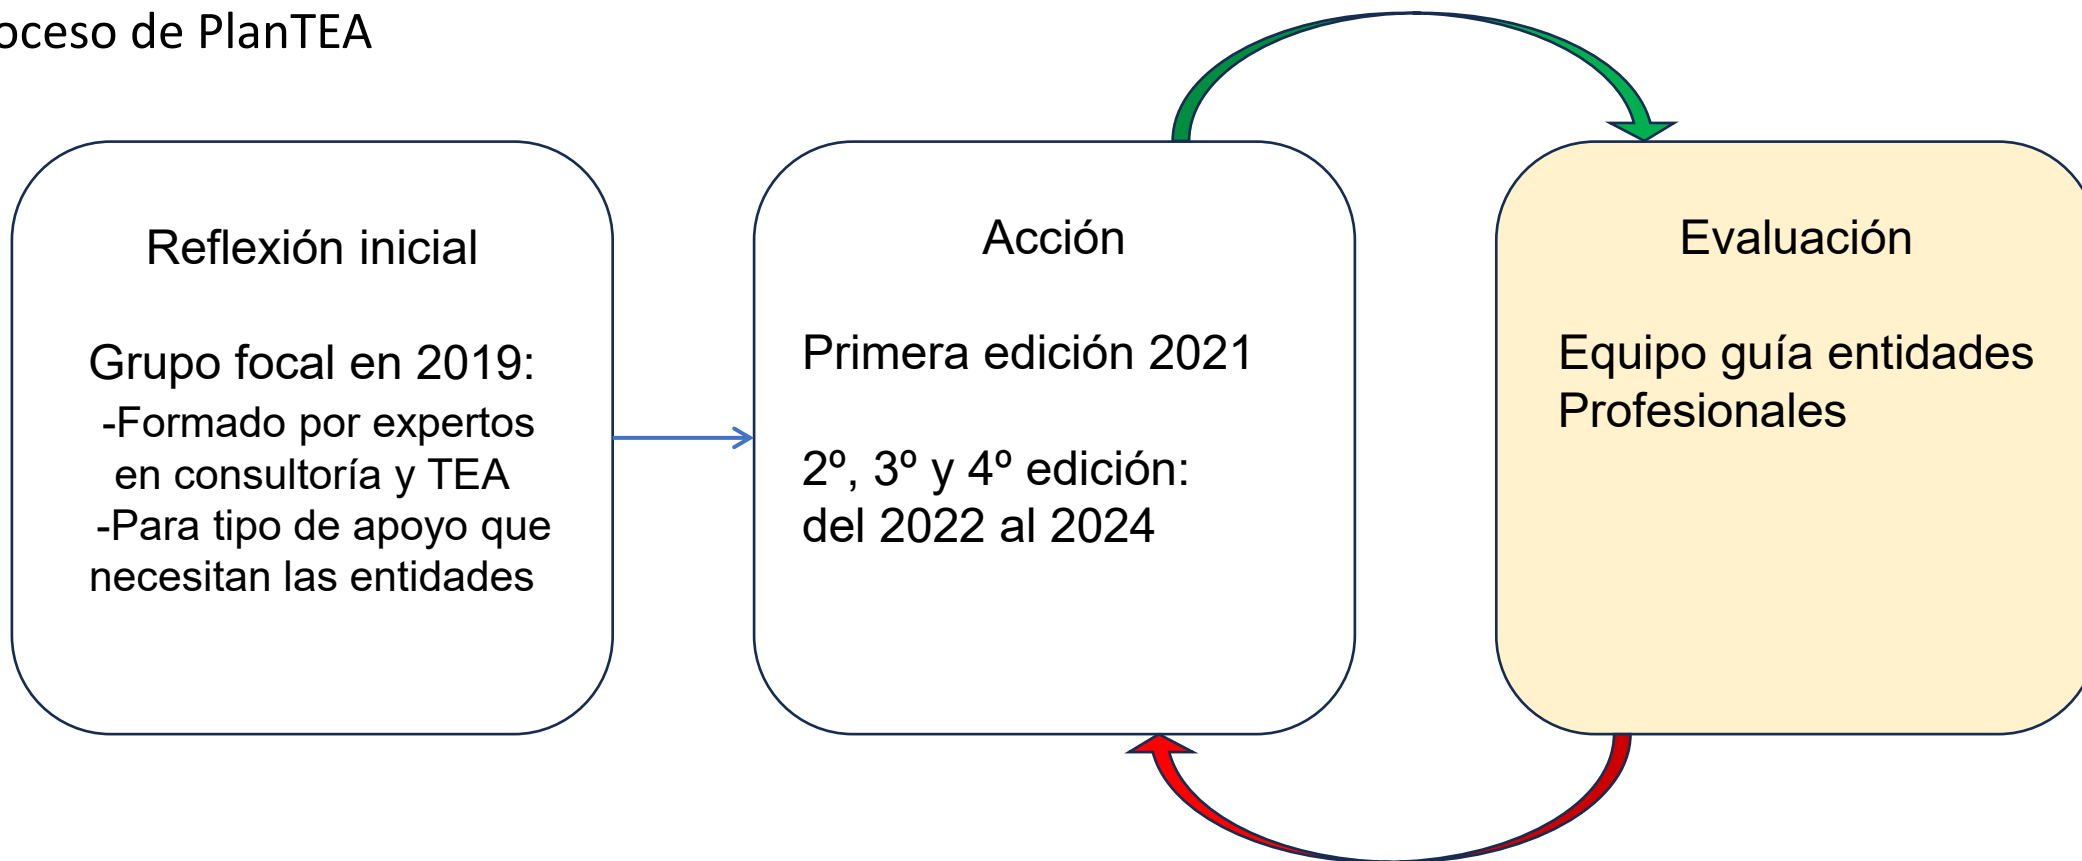 oceso de PlanTEA
Reflexión inicial
Grupo focal en 2019:
-Formado por expertos
en consultoría y TEA
-Para tipo de apoyo que
necesitan las entidades
Acción
Primera edición 2021
2º, 3º y 4º edición:
del 2022 al 2024
Evaluación
Equipo guía entidades
Profesionales